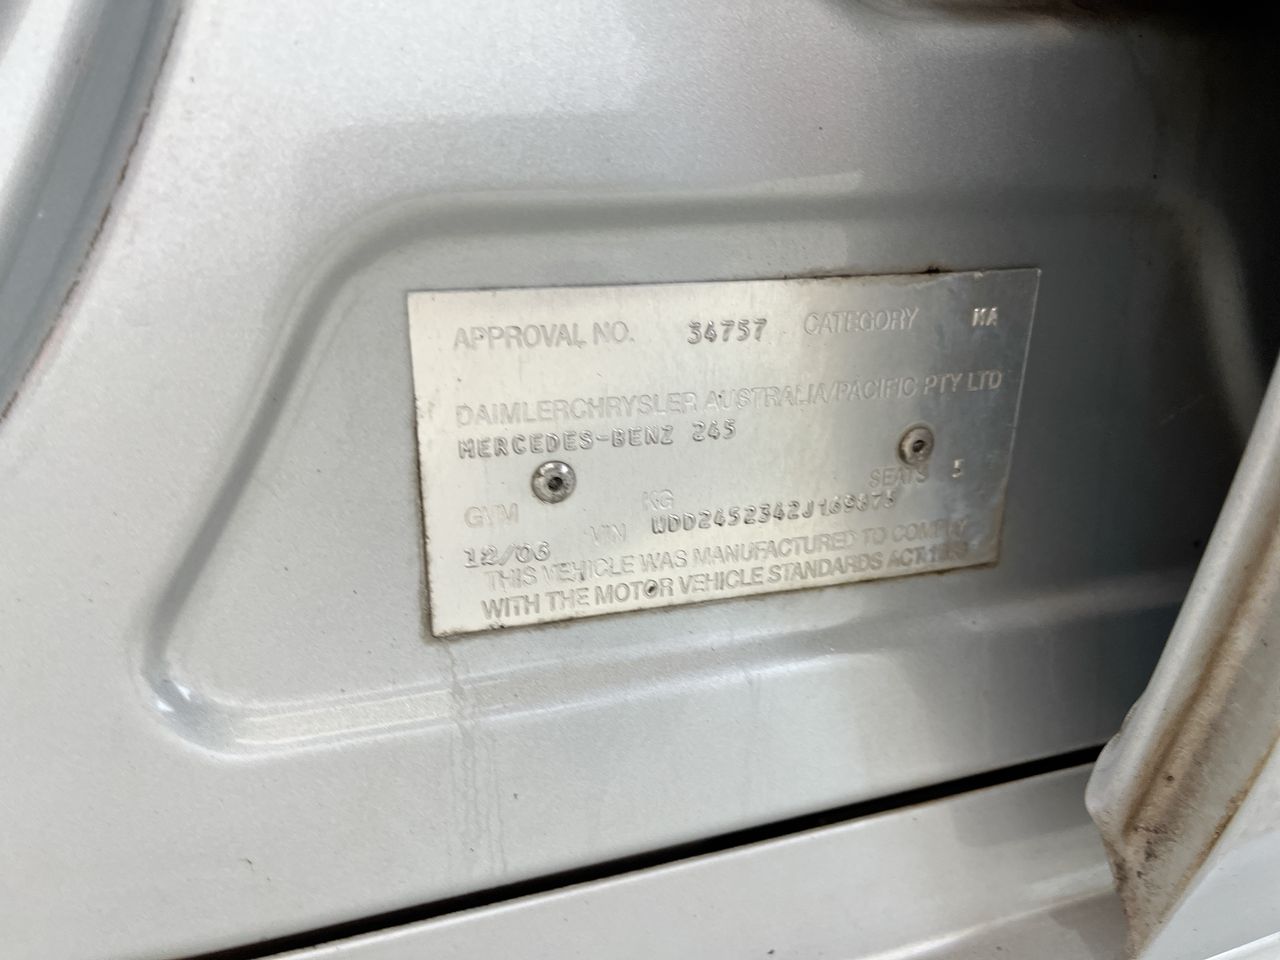 APPROVAL NO. 34757 CATEGORY MA
DAIMLERCHRYSLER AUSTRALIA/PACIFIC PTY LTD
MERCEDES-BENZ 245
GVM KG SEATS 5
12/06 VIN WDD2452342J169875
THIS VEHICLE WAS MANUFACTURED TO COMPLY
WITH THE MOTOR VEHICLE STANDARDS ACT 1989